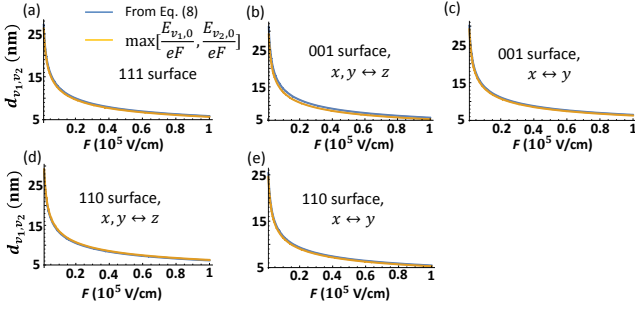 (a)
From Eq. (8)
max[E_{v_1,0}/eF, E_{v_2,0}/eF]
111 surface
d_{v_1,v_2} (nm)
25
15
5
0.2 0.4 0.6 0.8 1
F (10^5 V/cm)
(b)
001 surface,
x, y ↔ z
25
15
5
0.2 0.4 0.6 0.8 1
F (10^5 V/cm)
(c)
001 surface,
x ↔ y
25
15
5
0.2 0.4 0.6 0.8 1
F (10^5 V/cm)
(d)
110 surface,
x, y ↔ z
d_{v_1,v_2} (nm)
25
15
5
0.2 0.4 0.6 0.8 1
F (10^5 V/cm)
(e)
110 surface,
x ↔ y
25
15
5
0.2 0.4 0.6 0.8 1
F (10^5 V/cm)